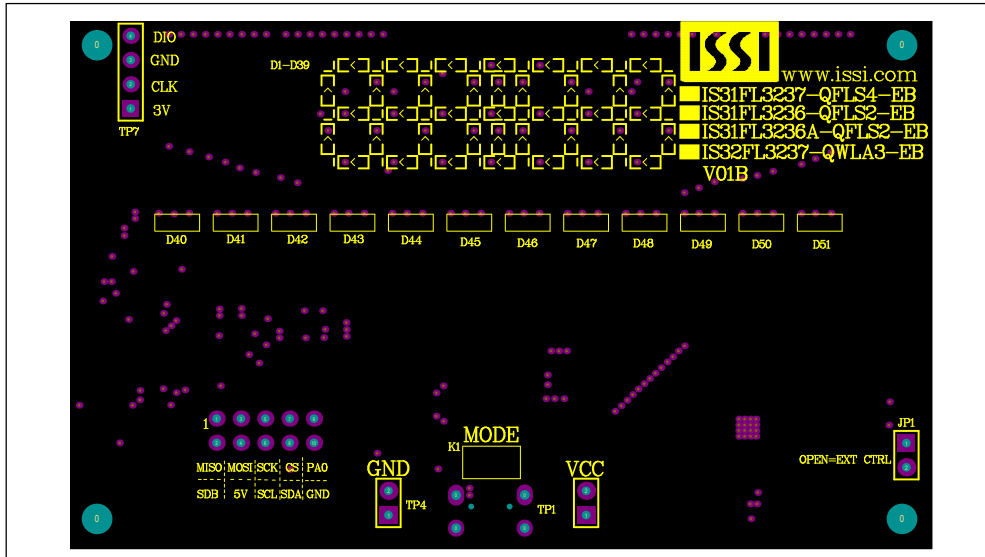 DIO
GND
CLK
3V
TP7
D1-D39
ISSI
www.issi.com
IS31FL3237-QFLS4-EB
IS31FL3236-QFLS2-EB
IS31FL3236A-QFLS2-EB
IS32FL3237-QWLA3-EB
V01B
D40 D41 D42 D43 D44 D45 D46 D47 D48 D49 D50 D51
1
MISO MOSI SCK CS PA0
SDB 5V SCL SDA GND
GND
TP4
MODE
K1
TP1
VCC
JP1
OPEN=EXT CTRL